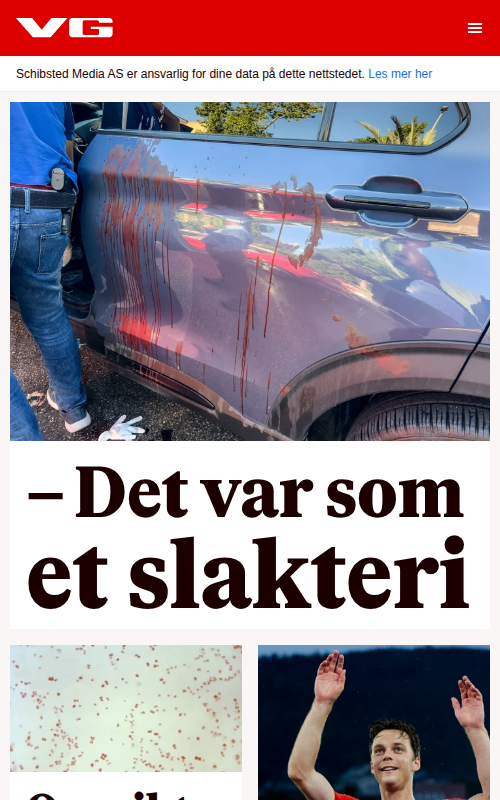 VG
Schibsted Media AS er ansvarlig for dine data på dette nettstedet. Les mer her
– Det var som
et slakteri